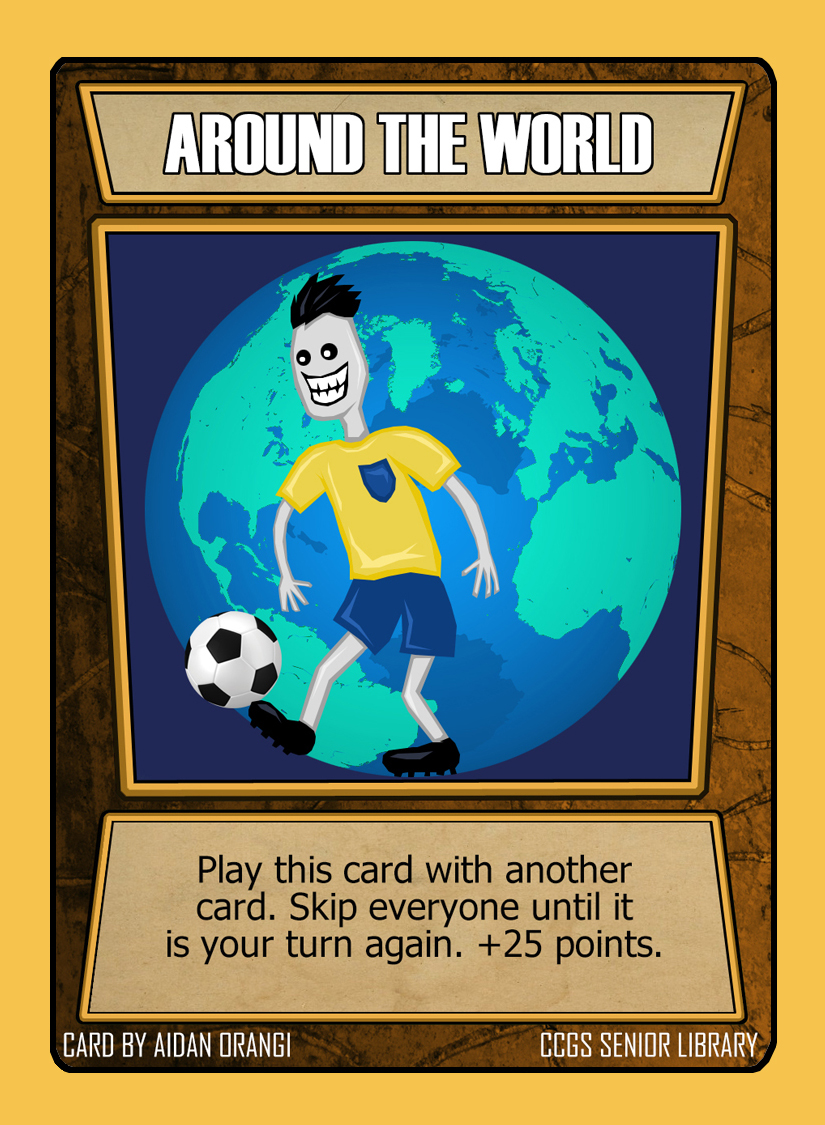 AROUND THE WORLD
Play this card with another
card. Skip everyone until it
is your turn again. +25 points.
CARD BY AIDAN ORANGI
CCGS SENIOR LIBRARY